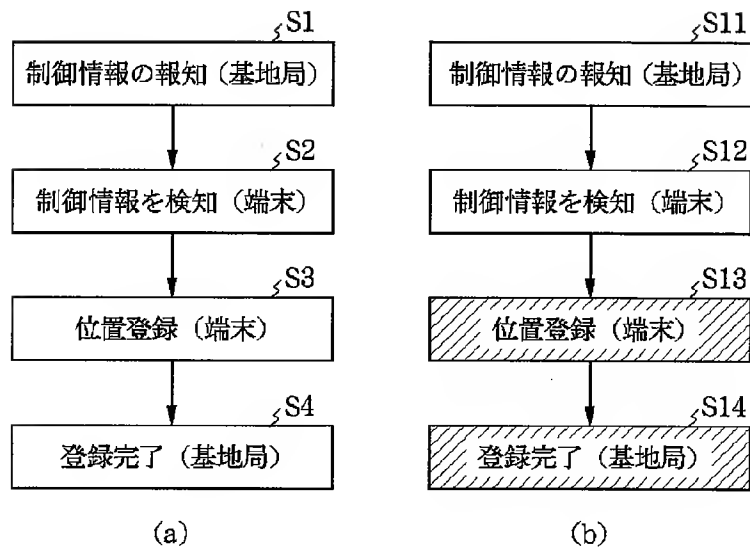 S1
制御情報の報知（基地局）
S2
制御情報を検知（端末）
S3
位置登録（端末）
S4
登録完了（基地局）
(a)
S11
制御情報の報知（基地局）
S12
制御情報を検知（端末）
S13
位置登録（端末）
S14
登録完了（基地局）
(b)